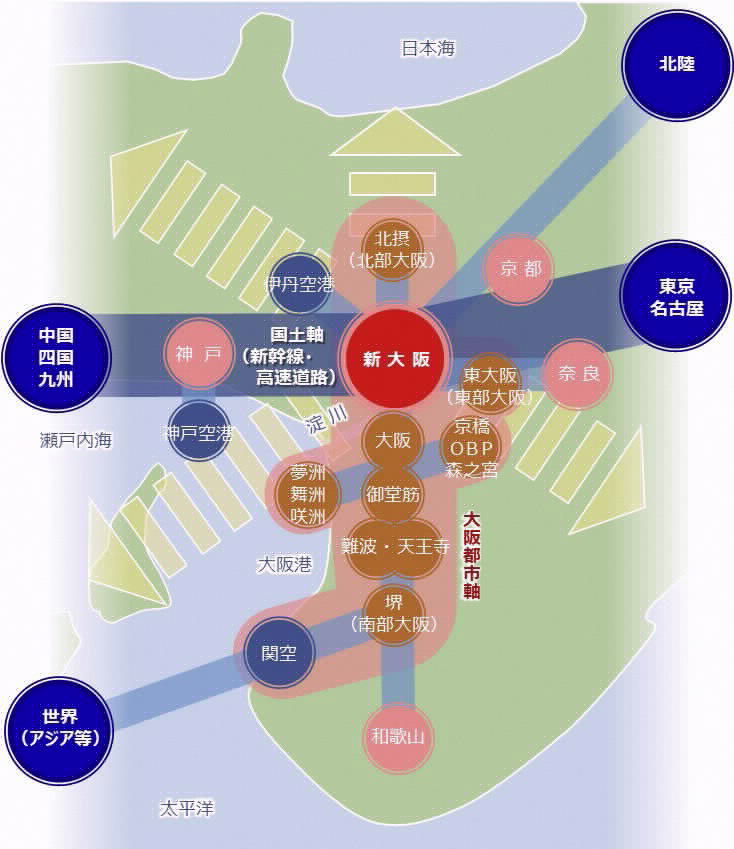 日本海
北陸
北摂
（北部大阪）
京都
伊丹空港
東京
名古屋
中国
四国
九州
国土軸
（新幹線・
高速道路）
神戸
新大阪
東大阪
（東部大阪）
奈良
淀川
神戸空港
瀬戸内海
大阪
京橋
OBP
森之宮
夢洲
舞洲
咲洲
御堂筋
大阪都市軸
難波・天王寺
大阪港
堺
（南部大阪）
関空
世界
（アジア等）
和歌山
太平洋